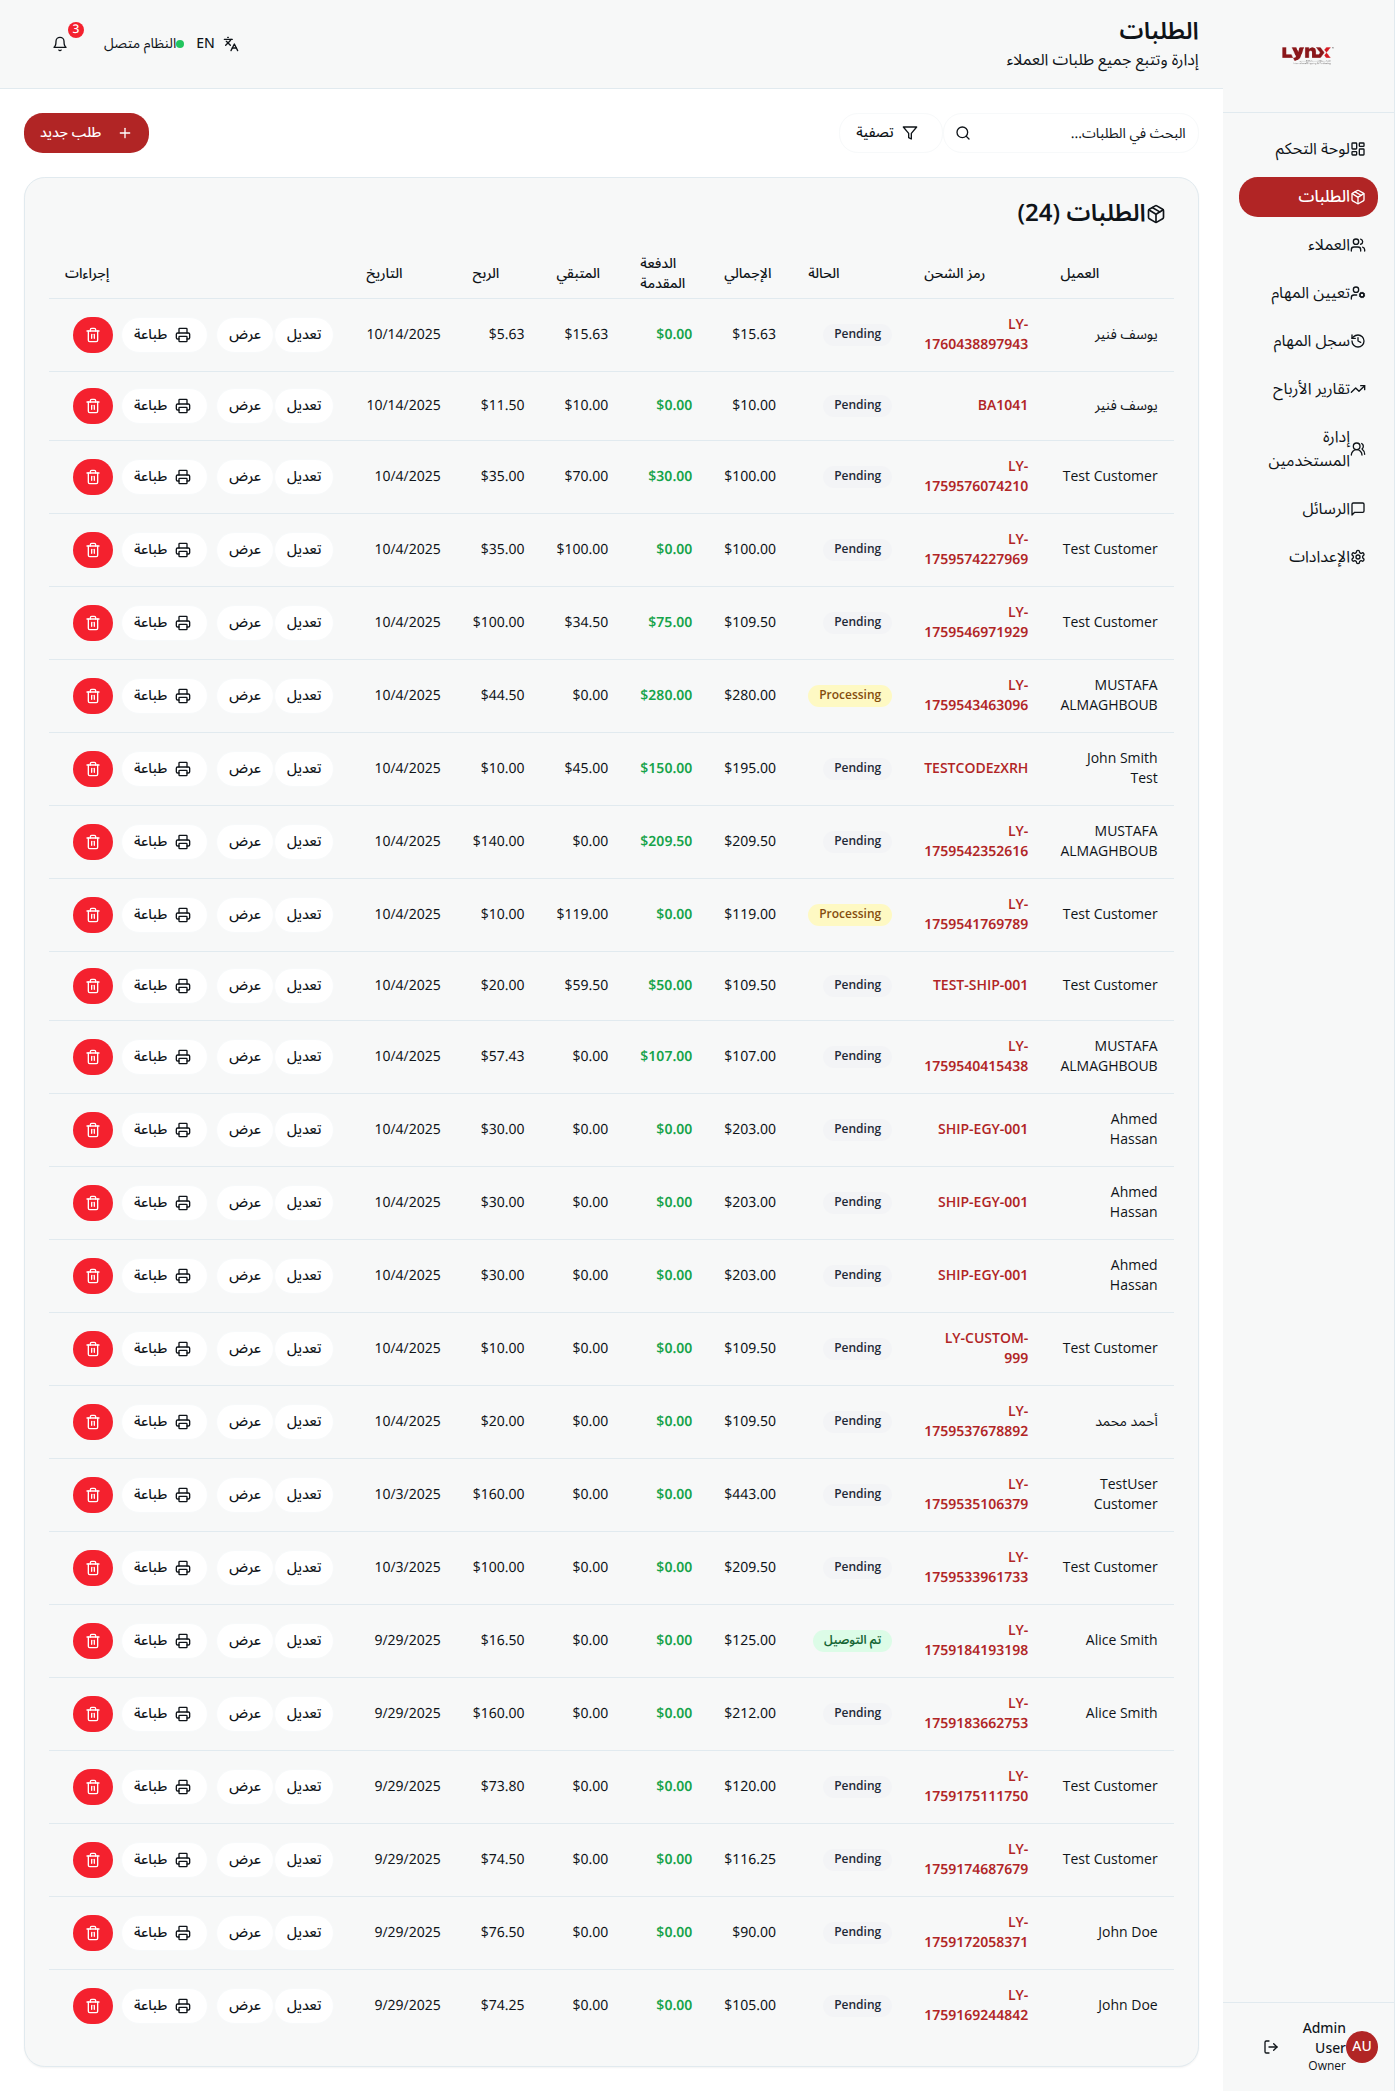 Lynx
الطلبات
إدارة وتتبع جميع طلبات العملاء
EN
النظام متصل
3
لوحة التحكم
الطلبات
العملاء
تعيين المهام
سجل المهام
تقارير الأرباح
إدارة
المستخدمين
الرسائل
الإعدادات
البحث في الطلبات...
تصفية
طلب جديد
الطلبات (24)
العميل رمز الشحن الحالة الإجمالي الدفعة المقدمة المتبقي الربح التاريخ إجراءات
يوسف فنير LY-1760438897943 Pending $15.63 $0.00 $15.63 $5.63 10/14/2025 تعديل عرض طباعة
يوسف فنير BA1041 Pending $10.00 $0.00 $10.00 $11.50 10/14/2025 تعديل عرض طباعة
Test Customer LY-1759576074210 Pending $100.00 $30.00 $70.00 $35.00 10/4/2025 تعديل عرض طباعة
Test Customer LY-1759574227969 Pending $100.00 $0.00 $100.00 $35.00 10/4/2025 تعديل عرض طباعة
Test Customer LY-1759546971929 Pending $109.50 $75.00 $34.50 $100.00 10/4/2025 تعديل عرض طباعة
MUSTAFA ALMAGHBOUB LY-1759543463096 Processing $280.00 $280.00 $0.00 $44.50 10/4/2025 تعديل عرض طباعة
John Smith Test TESTCODEzXRH Pending $195.00 $150.00 $45.00 $10.00 10/4/2025 تعديل عرض طباعة
MUSTAFA ALMAGHBOUB LY-1759542352616 Pending $209.50 $209.50 $0.00 $140.00 10/4/2025 تعديل عرض طباعة
Test Customer LY-1759541769789 Processing $119.00 $0.00 $119.00 $10.00 10/4/2025 تعديل عرض طباعة
Test Customer TEST-SHIP-001 Pending $109.50 $50.00 $59.50 $20.00 10/4/2025 تعديل عرض طباعة
MUSTAFA ALMAGHBOUB LY-1759540415438 Pending $107.00 $107.00 $0.00 $57.43 10/4/2025 تعديل عرض طباعة
Ahmed Hassan SHIP-EGY-001 Pending $203.00 $0.00 $0.00 $30.00 10/4/2025 تعديل عرض طباعة
Ahmed Hassan SHIP-EGY-001 Pending $203.00 $0.00 $0.00 $30.00 10/4/2025 تعديل عرض طباعة
Ahmed Hassan SHIP-EGY-001 Pending $203.00 $0.00 $0.00 $30.00 10/4/2025 تعديل عرض طباعة
Test Customer LY-CUSTOM-999 Pending $109.50 $0.00 $0.00 $10.00 10/4/2025 تعديل عرض طباعة
أحمد محمد LY-1759537678892 Pending $109.50 $0.00 $0.00 $20.00 10/4/2025 تعديل عرض طباعة
TestUser Customer LY-1759535106379 Pending $443.00 $0.00 $0.00 $160.00 10/3/2025 تعديل عرض طباعة
Test Customer LY-1759533961733 Pending $209.50 $0.00 $0.00 $100.00 10/3/2025 تعديل عرض طباعة
Alice Smith LY-1759184193198 تم التوصيل $125.00 $0.00 $0.00 $16.50 9/29/2025 تعديل عرض طباعة
Alice Smith LY-1759183662753 Pending $212.00 $0.00 $0.00 $160.00 9/29/2025 تعديل عرض طباعة
Test Customer LY-1759175111750 Pending $120.00 $0.00 $0.00 $73.80 9/29/2025 تعديل عرض طباعة
Test Customer LY-1759174687679 Pending $116.25 $0.00 $0.00 $74.50 9/29/2025 تعديل عرض طباعة
John Doe LY-1759172058371 Pending $90.00 $0.00 $0.00 $76.50 9/29/2025 تعديل عرض طباعة
John Doe LY-1759169244842 Pending $105.00 $0.00 $0.00 $74.25 9/29/2025 تعديل عرض طباعة
AU
Admin
User
Owner